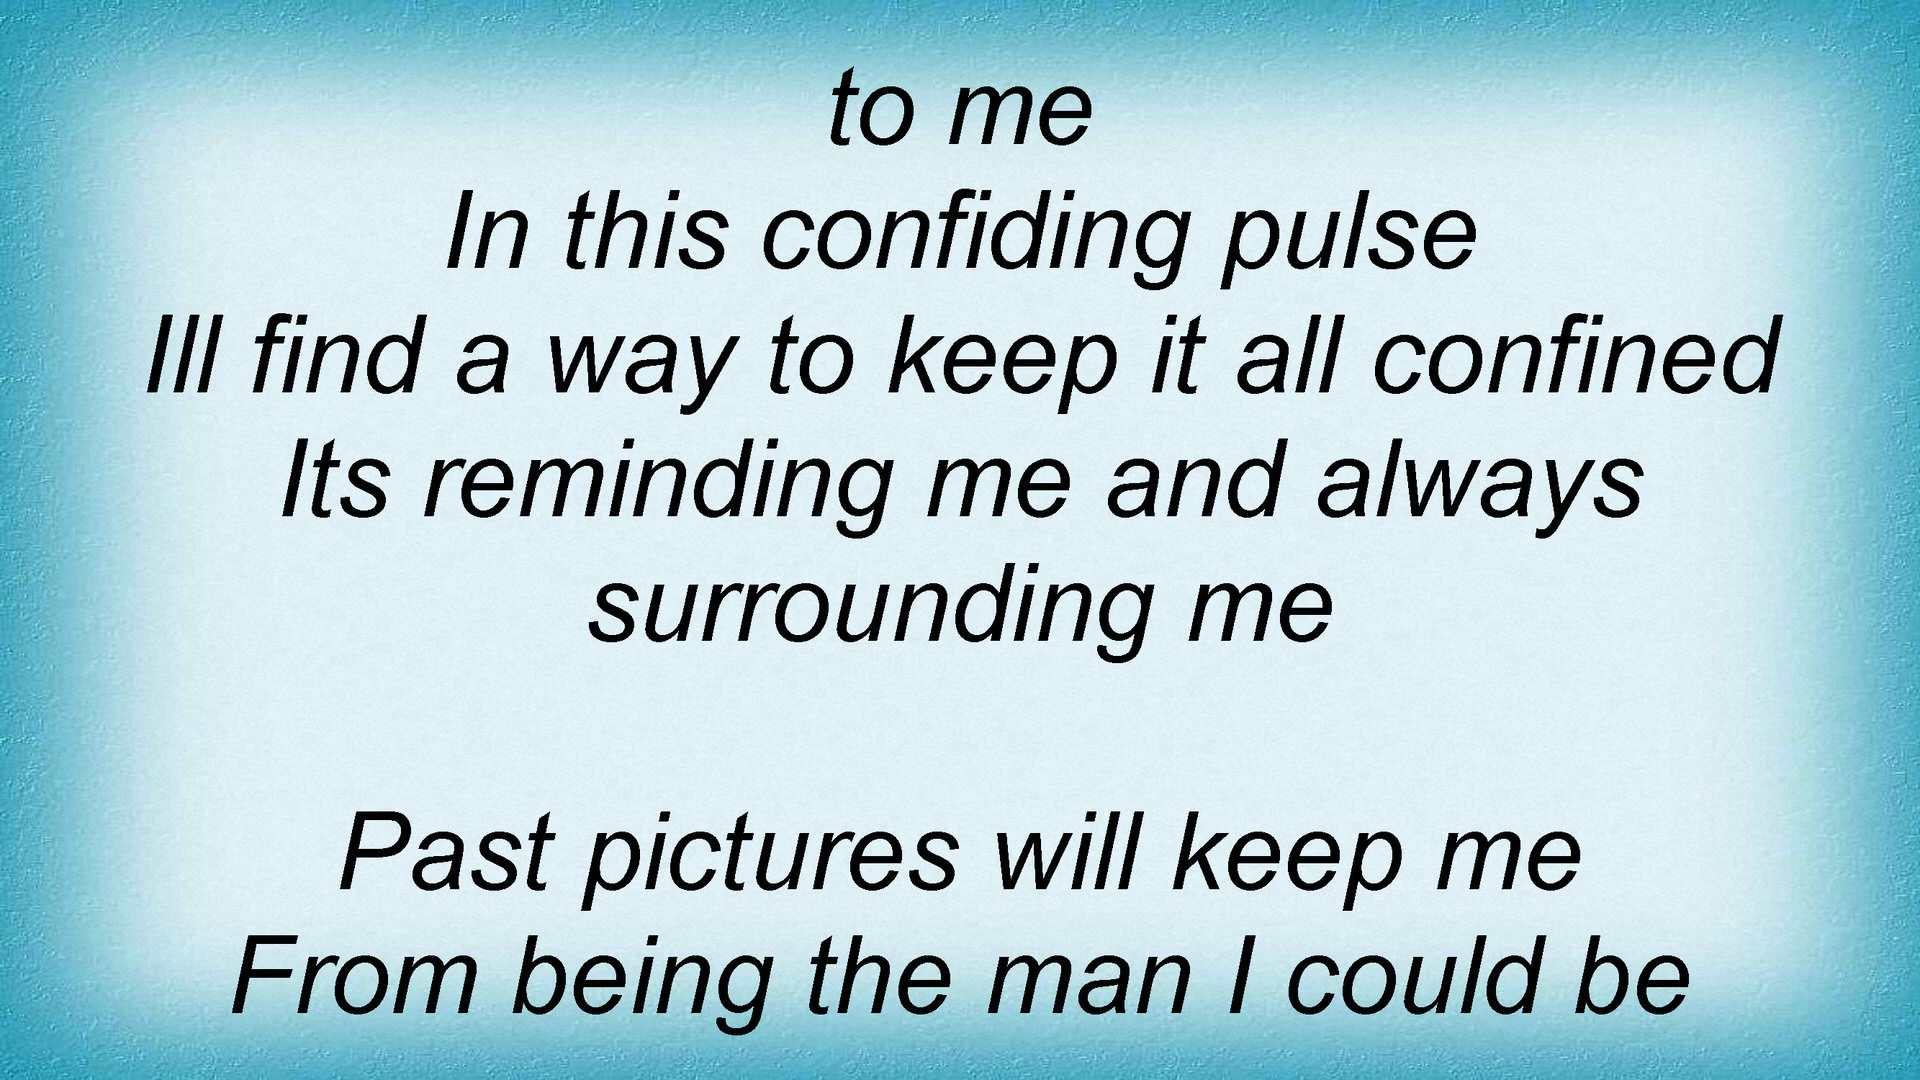 to me
In this confiding pulse
Ill find a way to keep it all confined
Its reminding me and always
surrounding me
Past pictures will keep me
From being the man I could be